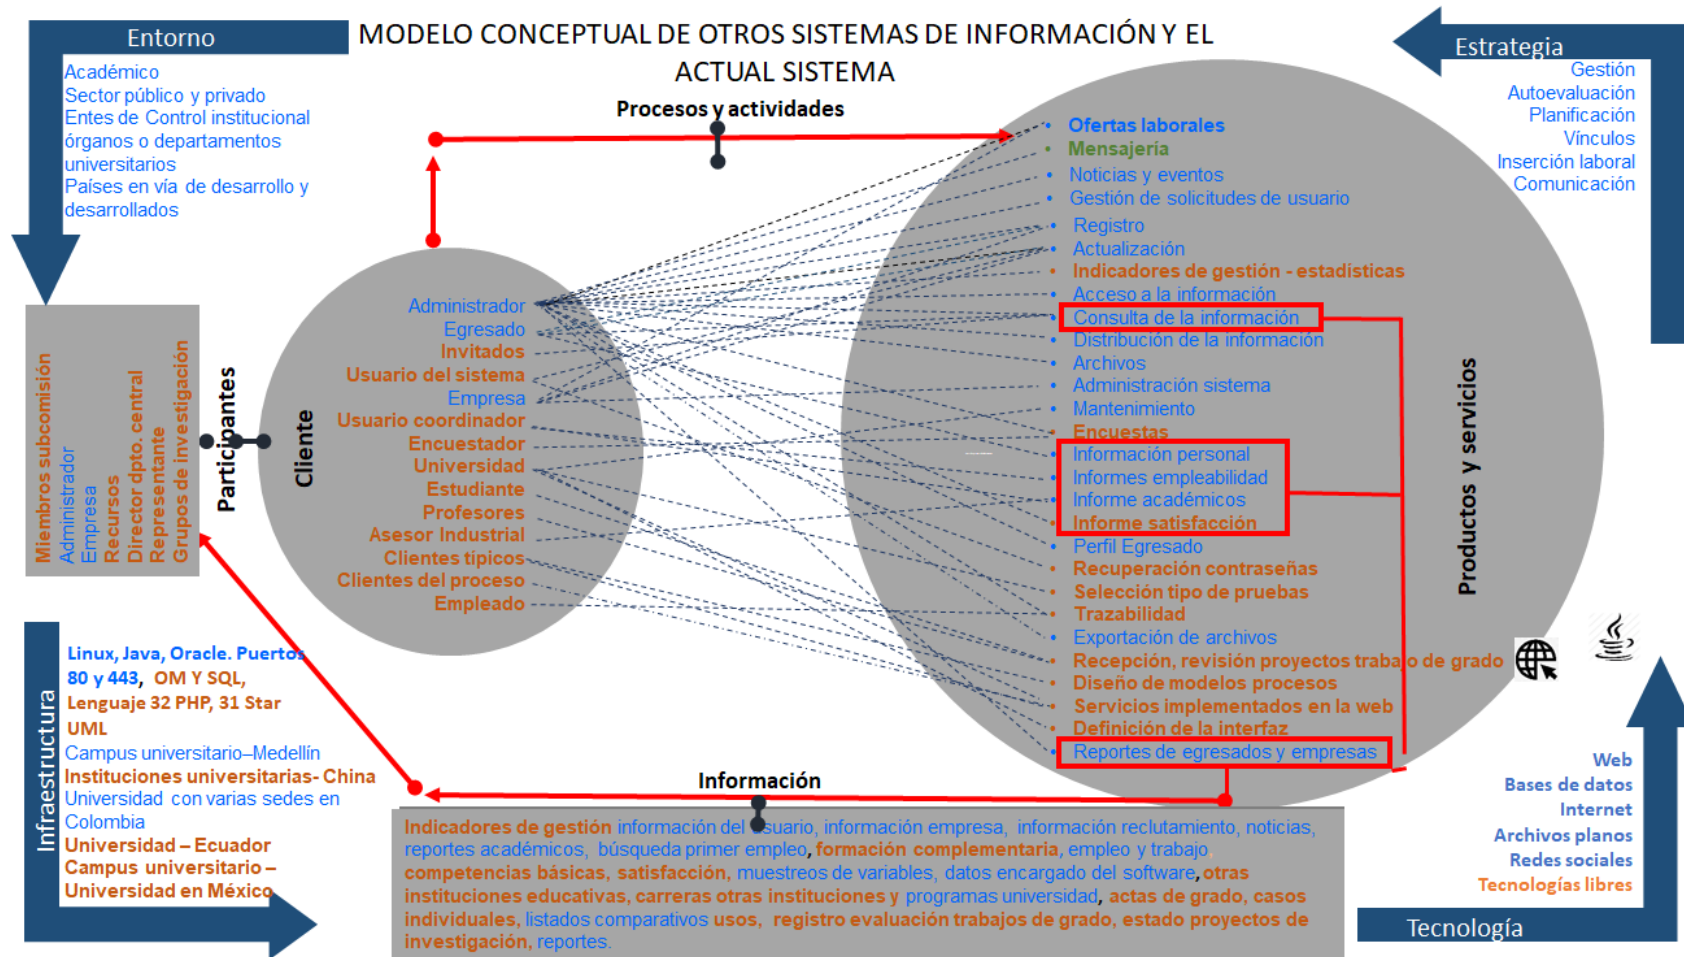 MODELO CONCEPTUAL DE OTROS SISTEMAS DE INFORMACIÓN Y EL
ACTUAL SISTEMA
Entorno
Académico
Sector público y privado
Entes de Control institucional
órganos o departamentos
universitarios
Países en vía de desarrollo y
desarrollados
Procesos y actividades
Estrategia
Gestión
Autoevaluación
Planificación
Vínculos
Inserción laboral
Comunicación
Miembros subcomisión
Administrador
Empresa
Recursos
Director dpto. central
Representante
Grupos de investigación
Participantes
Cliente
Administrador
Egresado
Invitados
Usuario del sistema
Empresa
Usuario coordinador
Encuestador
Universidad
Estudiante
Profesores
Asesor Industrial
Clientes típicos
Clientes del proceso
Empleado
• Ofertas laborales
• Mensajería
• Noticias y eventos
• Gestión de solicitudes de usuario
• Registro
• Actualización
• Indicadores de gestión - estadísticas
• Acceso a la información
• Consulta de la información
• Distribución de la información
• Archivos
• Administración sistema
• Mantenimiento
• Encuestas
• Información personal
• Informes empleabilidad
• Informe académicos
• Informe satisfacción
• Perfil Egresado
• Recuperación contraseñas
• Selección tipo de pruebas
• Trazabilidad
• Exportación de archivos
• Recepción, revisión proyectos trabajo de grado
• Diseño de modelos procesos
• Servicios implementados en la web
• Definición de la interfaz
• Reportes de egresados y empresas
Productos y servicios
Infraestructura
Linux, Java, Oracle. Puertos
80 y 443, OM Y SQL,
Lenguaje 32 PHP, 31 Star
UML
Campus universitario–Medellín
Instituciones universitarias- China
Universidad con varias sedes en
Colombia
Universidad – Ecuador
Campus universitario –
Universidad en México
Información
Indicadores de gestión información del usuario, información empresa, información reclutamiento, noticias,
reportes académicos, búsqueda primer empleo, formación complementaria, empleo y trabajo,
competencias básicas, satisfacción, muestreos de variables, datos encargado del software, otras
instituciones educativas, carreras otras instituciones y programas universidad, actas de grado, casos
individuales, listados comparativos usos, registro evaluación trabajos de grado, estado proyectos de
investigación, reportes.
Web
Bases de datos
Internet
Archivos planos
Redes sociales
Tecnologías libres
Tecnología